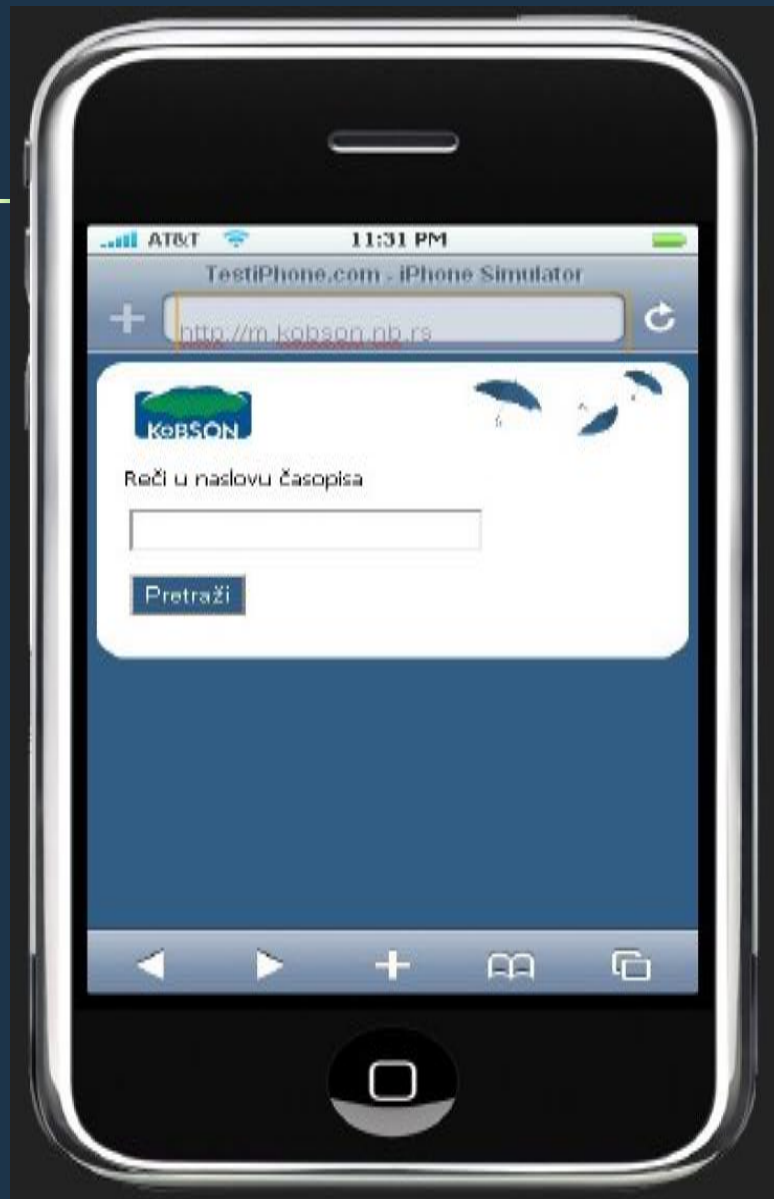 AT&T 11:31 PM
TestiPhone.com - iPhone Simulator
http://m.kobson.nb.rs
KoBSON
Reči u naslovu časopisa
Pretraži